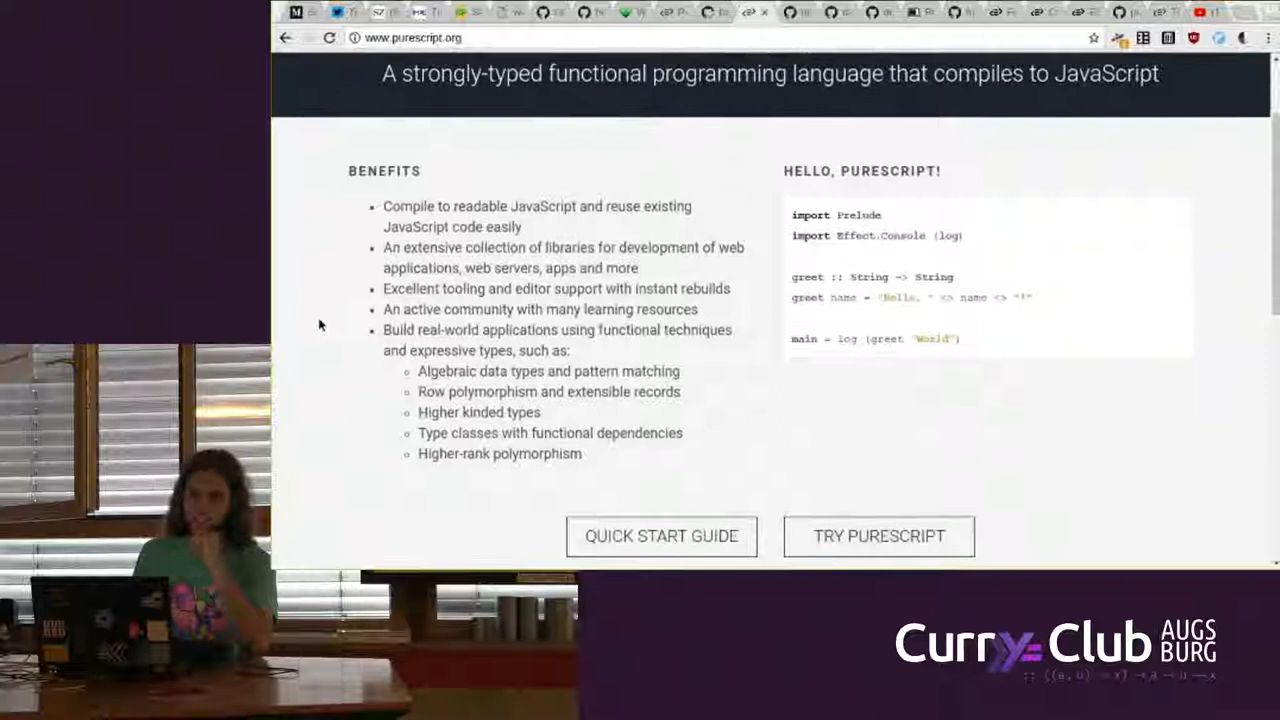 www.purescript.org
A strongly-typed functional programming language that compiles to JavaScript
BENEFITS
Compile to readable JavaScript and reuse existing
JavaScript code easily
An extensive collection of libraries for development of web
applications, web servers, apps and more
Excellent tooling and editor support with instant rebuilds
An active community with many learning resources
Build real-world applications using functional techniques
and expressive types, such as:
Algebraic data types and pattern matching
Row polymorphism and extensible records
Higher kinded types
Type classes with functional dependencies
Higher-rank polymorphism
HELLO, PURESCRIPT!
import Prelude
import Effect.Console (log)
greet :: String -> String
greet name = "Hello, " <> name <> "!"
main = log (greet "World")
QUICK START GUIDE
TRY PURESCRIPT
Curry Club AUGS
BURG